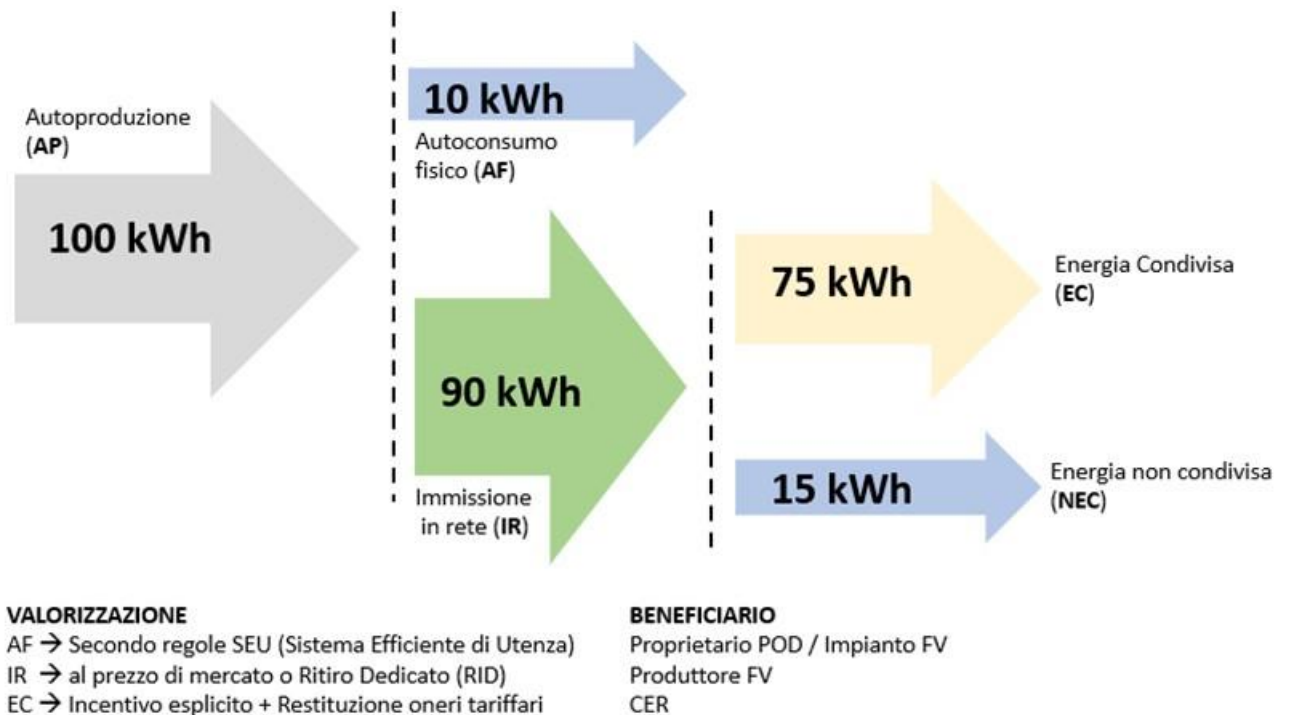 Autoproduzione
(AP)
100 kWh
10 kWh
Autoconsumo
fisico (AF)
90 kWh
Immissione
in rete (IR)
75 kWh
Energia Condivisa
(EC)
15 kWh
Energia non condivisa
(NEC)
VALORIZZAZIONE
AF → Secondo regole SEU (Sistema Efficiente di Utenza)
IR → al prezzo di mercato o Ritiro Dedicato (RID)
EC → Incentivo esplicito + Restituzione oneri tariffari
BENEFICIARIO
Proprietario POD / Impianto FV
Produttore FV
CER